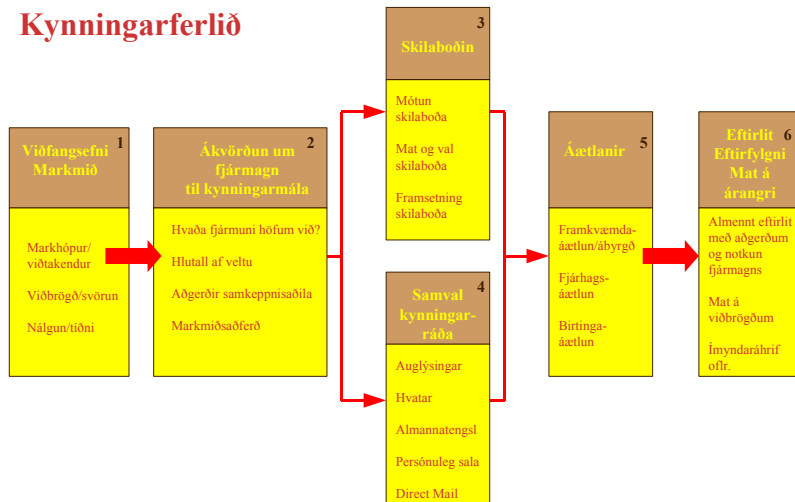 Kynningarferlið
1
Viðfangsefni
Markmið
Markhópur/
viðtakendur
Viðbrögð/svörun
Nálgun/tíðni
2
Ákvörðun um
fjármagn
til kynningarmála
Hvaða fjármuni höfum við?
Hlutall af veltu
Aðgerðir samkeppnisaðila
Markmiðsaðferð
3
Skilaboðin
Mótun
skilaboða
Mat og val
skilaboða
Framsetning
skilaboða
4
Samval
kynningar-
ráða
Auglýsingar
Hvatar
Almannatengsl
Persónuleg sala
Direct Mail
5
Áætlanir
Framkvæmda-
áætlun/ábyrgð
Fjárhags-
áætlun
Birtinga-
áætlun
6
Eftirlit
Eftirfylgni
Mat á
árangri
Almennt eftirlit
með aðgerðum
og notkun
fjármagns
Mat á
viðbrögðum
Ímyndaráhrif
oflr.